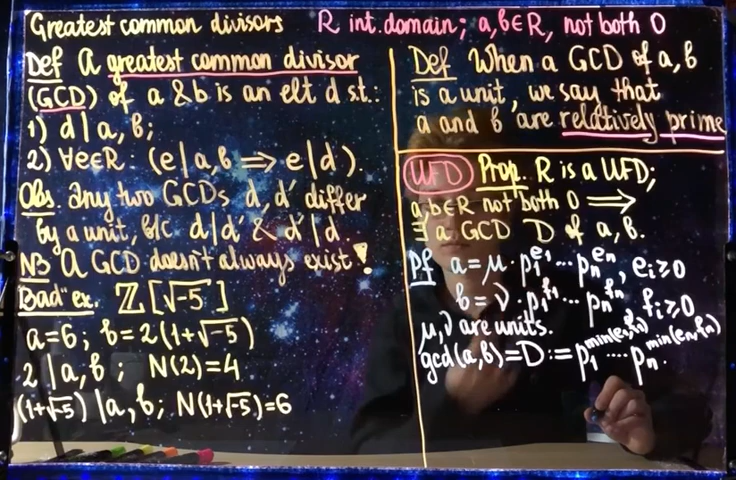 Greatest common divisors R int. domain; a, b ∈ R, not both 0
Def A greatest common divisor
(GCD) of a & b is an elt d s.t.:
1) d | a, b;
2) ∀e∈R: (e | a, b ⟹ e | d).
Obs. Any two GCDs d, d' differ
by a unit, b/c d | d' & d' | d
NB A GCD doesn't always exist!
"Bad" ex. ℤ[√-5]
a=6; b=2(1+√-5)
2 | a, b; N(2)=4
(1+√-5) | a, b; N(1+√-5)=6
Def When a GCD of a, b
is a unit, we say that
a and b are relatively prime
UFD Prop. R is a UFD;
a, b∈R not both 0 ⟹
∃ a GCD D of a, b.
Pf a = μ · p₁^e₁ ... pₙ^eₙ, eᵢ ≥ 0
b = ν · p₁^f₁ ... pₙ^fₙ, fᵢ ≥ 0,
μ, ν are units.
gcd(a, b) = D := p₁^min(e₁,f₁) .... pₙ^min(eₙ,fₙ).